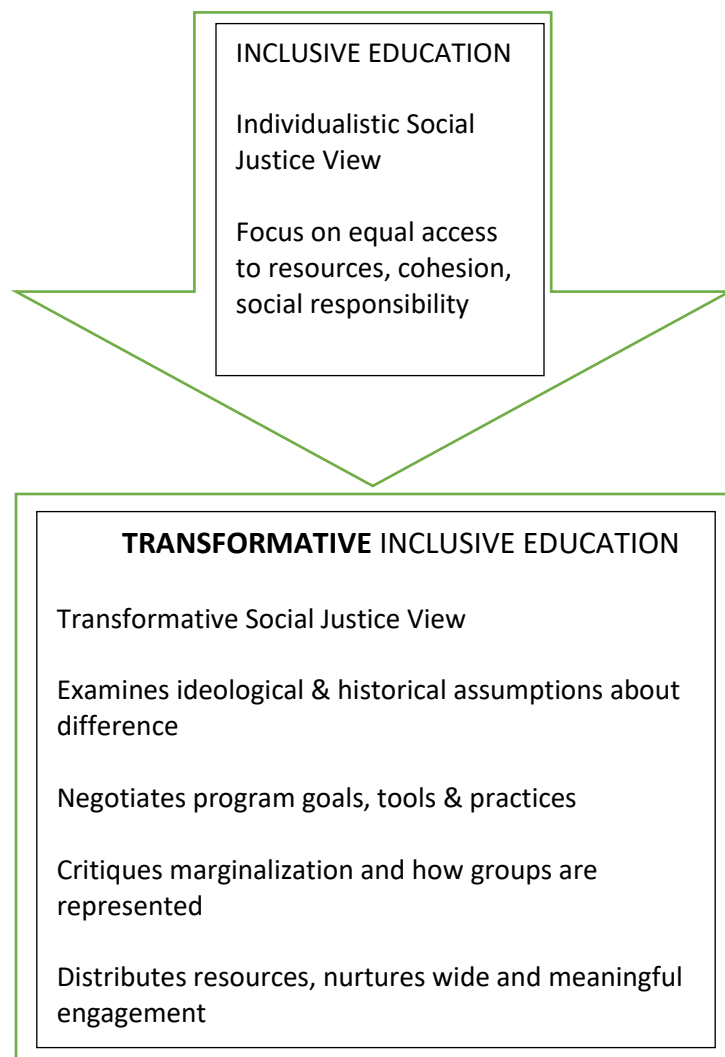 INCLUSIVE EDUCATION
Individualistic Social
Justice View
Focus on equal access
to resources, cohesion,
social responsibility
TRANSFORMATIVE INCLUSIVE EDUCATION
Transformative Social Justice View
Examines ideological & historical assumptions about
difference
Negotiates program goals, tools & practices
Critiques marginalization and how groups are
represented
Distributes resources, nurtures wide and meaningful
engagement